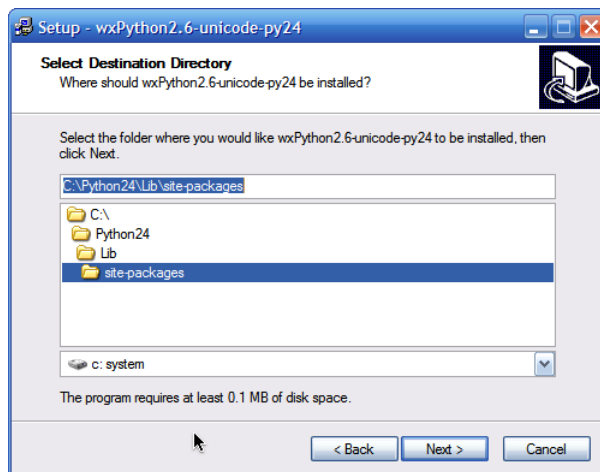 Setup - wxPython2.6-unicode-py24
Select Destination Directory
Where should wxPython2.6-unicode-py24 be installed?
Select the folder where you would like wxPython2.6-unicode-py24 to be installed, then
click Next.
C:\Python24\Lib\site-packages
C:\
Python24
Lib
site-packages
c: system
The program requires at least 0.1 MB of disk space.
< Back
Next >
Cancel